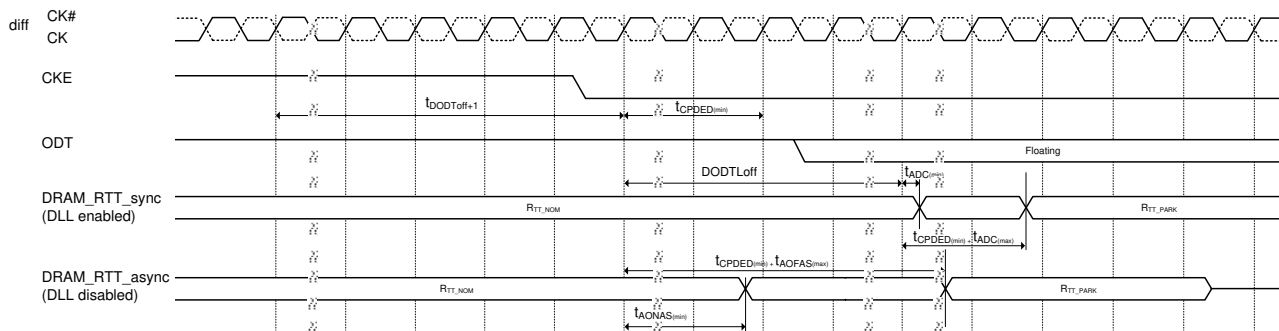 CK#
diff
CK
CKE
tDODToff+1
tCPDED(min)
ODT
Floating
DODTLoff
tADC(min)
DRAM_RTT_sync
(DLL enabled)
RTT_NOM
RTT_PARK
tCPDED(min) + tADC(max)
tCPDED(min) + tAOFAS(max)
DRAM_RTT_async
(DLL disabled)
RTT_NOM
RTT_PARK
tAONAS(min)